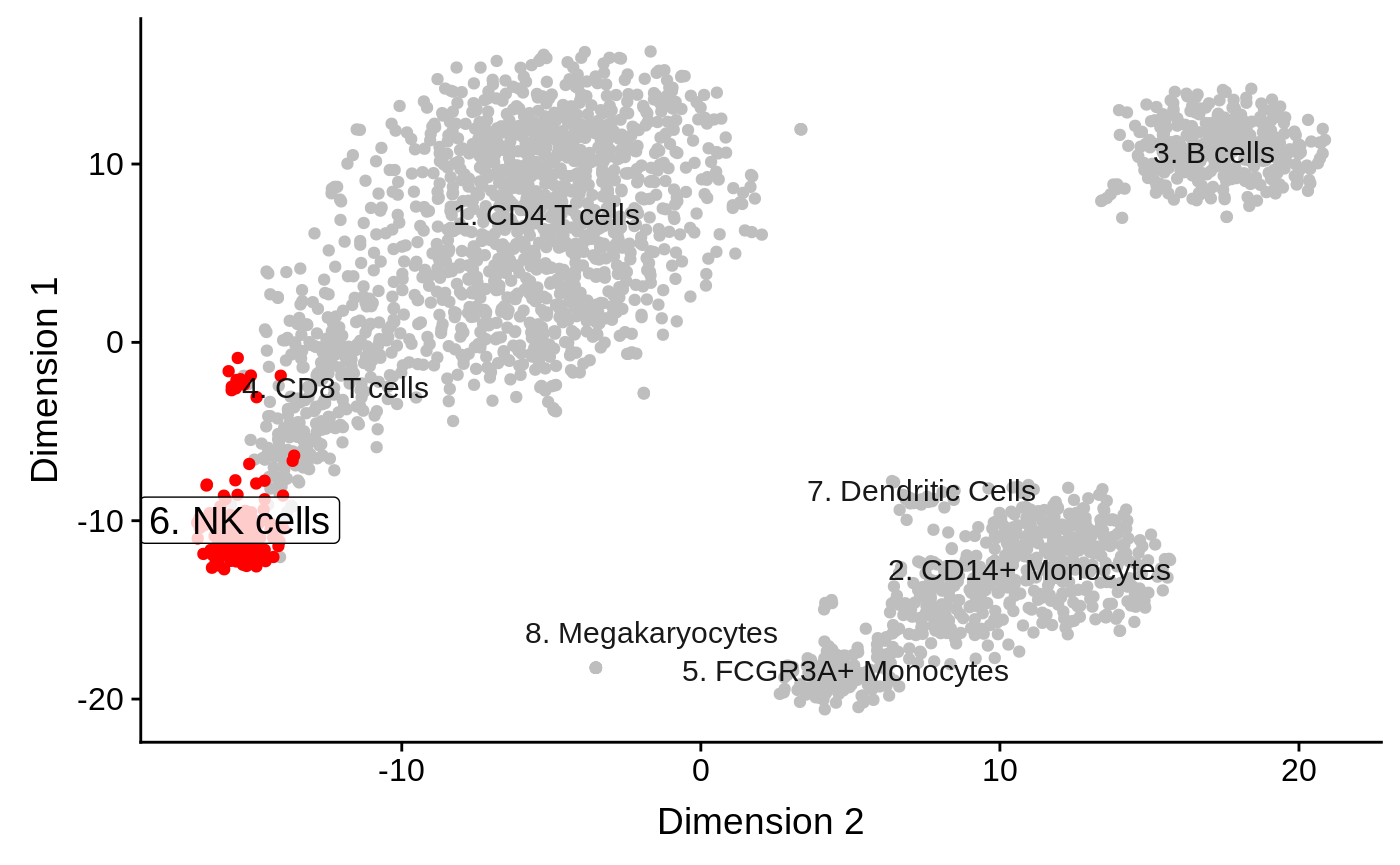 10
0
-10
-20
Dimension 1
3. B cells
1. CD4 T cells
4. CD8 T cells
7. Dendritic Cells
6. NK cells
2. CD14+ Monocytes
8. Megakaryocytes
5. FCGR3A+ Monocytes
-10
0
10
20
Dimension 2